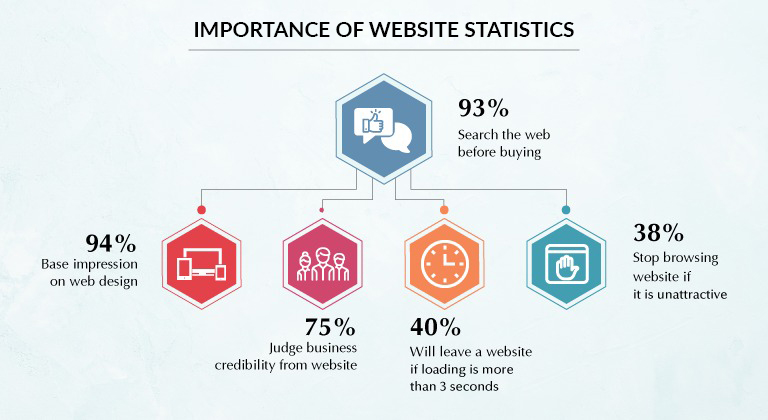 IMPORTANCE OF WEBSITE STATISTICS
93%
Search the web
before buying
94%
Base impression
on web design
75%
Judge business
credibility from website
40%
Will leave a website
if loading is more
than 3 seconds
38%
Stop browsing
website if
it is unattractive